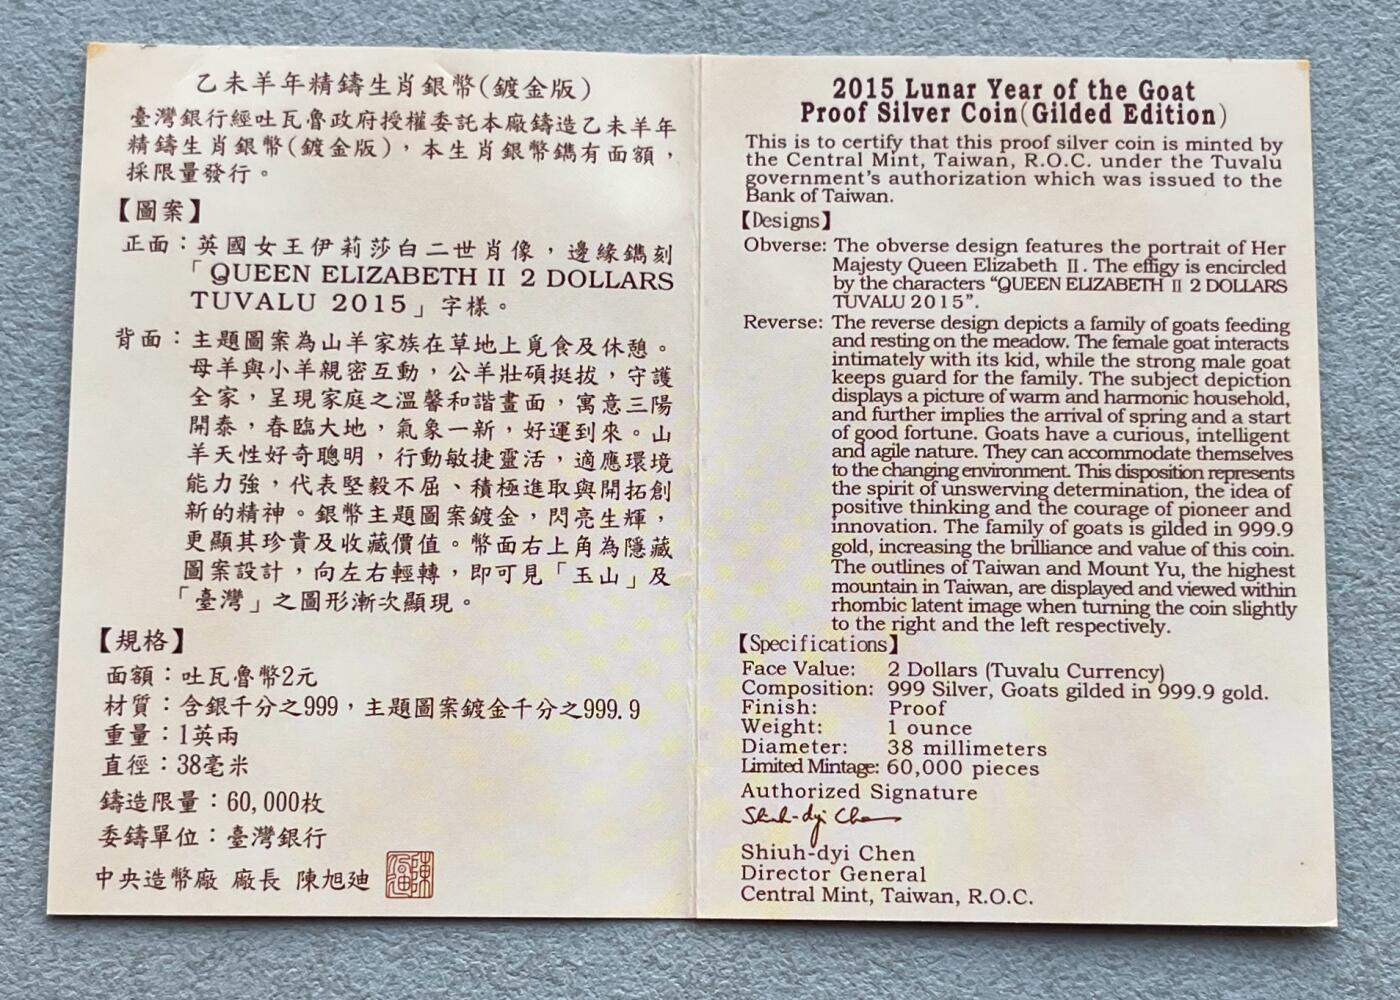 乙未羊年精鑄生肖銀幣(鍍金版)
臺灣銀行經吐瓦魯政府授權委託本廠鑄造乙未羊年
精鑄生肖銀幣(鍍金版)，本生肖銀幣鐫有面額，
採限量發行。
【圖案】
正面：英國女王伊莉莎白二世肖像，邊緣鐫刻
「QUEEN ELIZABETH II 2 DOLLARS
TUVALU 2015」字樣。
背面：主題圖案為山羊家族在草地上覓食及休憩。
母羊與小羊親密互動，公羊壯碩挺拔，守護
全家，呈現家庭之溫馨和諧畫面，寓意三陽
開泰，春臨大地，氣象一新，好運到來。山
羊天性好奇聰明，行動敏捷靈活，適應環境
能力強，代表堅毅不屈、積極進取與開拓創
新的精神。銀幣主題圖案鍍金，閃亮生輝，
更顯其珍貴及收藏價值。幣面右上角為隱藏
圖案設計，向左右輕轉，即可見「玉山」及
「臺灣」之圖形漸次顯現。
【規格】
面額：吐瓦魯幣2元
材質：含銀千分之999，主題圖案鍍金千分之999.9
重量：1英兩
直徑：38毫米
鑄造限量：60,000枚
委鑄單位：臺灣銀行
中央造幣廠 廠長 陳旭廸
2015 Lunar Year of the Goat
Proof Silver Coin(Gilded Edition)
This is to certify that this proof silver coin is minted by
the Central Mint, Taiwan, R.O.C. under the Tuvalu
government's authorization which was issued to the
Bank of Taiwan.
【Designs】
Obverse: The obverse design features the portrait of Her
Majesty Queen Elizabeth II. The effigy is encircled
by the characters “QUEEN ELIZABETH II 2 DOLLARS
TUVALU 2015”.
Reverse: The reverse design depicts a family of goats feeding
and resting on the meadow. The female goat interacts
intimately with its kid, while the strong male goat
keeps guard for the family. The subject depiction
displays a picture of warm and harmonic household,
and further implies the arrival of spring and a start
of good fortune. Goats have a curious, intelligent
and agile nature. They can accommodate themselves
to the changing environment. This disposition represents
the spirit of unswerving determination, the idea of
positive thinking and the courage of pioneer and
innovation. The family of goats is gilded in 999.9
gold, increasing the brilliance and value of this coin.
The outlines of Taiwan and Mount Yu, the highest
mountain in Taiwan, are displayed and viewed within
rhombic latent image when turning the coin slightly
to the right and the left respectively.
【Specifications】
Face Value: 2 Dollars (Tuvalu Currency)
Composition: 999 Silver, Goats gilded in 999.9 gold.
Finish: Proof
Weight: 1 ounce
Diameter: 38 millimeters
Limited Mintage: 60,000 pieces
Authorized Signature
Shiuh-dyi Chen
Shiuh-dyi Chen
Director General
Central Mint, Taiwan, R.O.C.